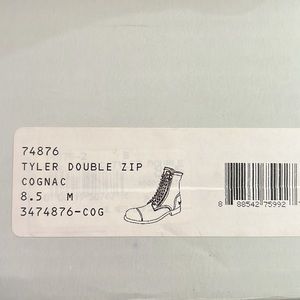 74876
TYLER DOUBLE ZIP
COGNAC
8.5 M
3474876-COG
8 88542 75992